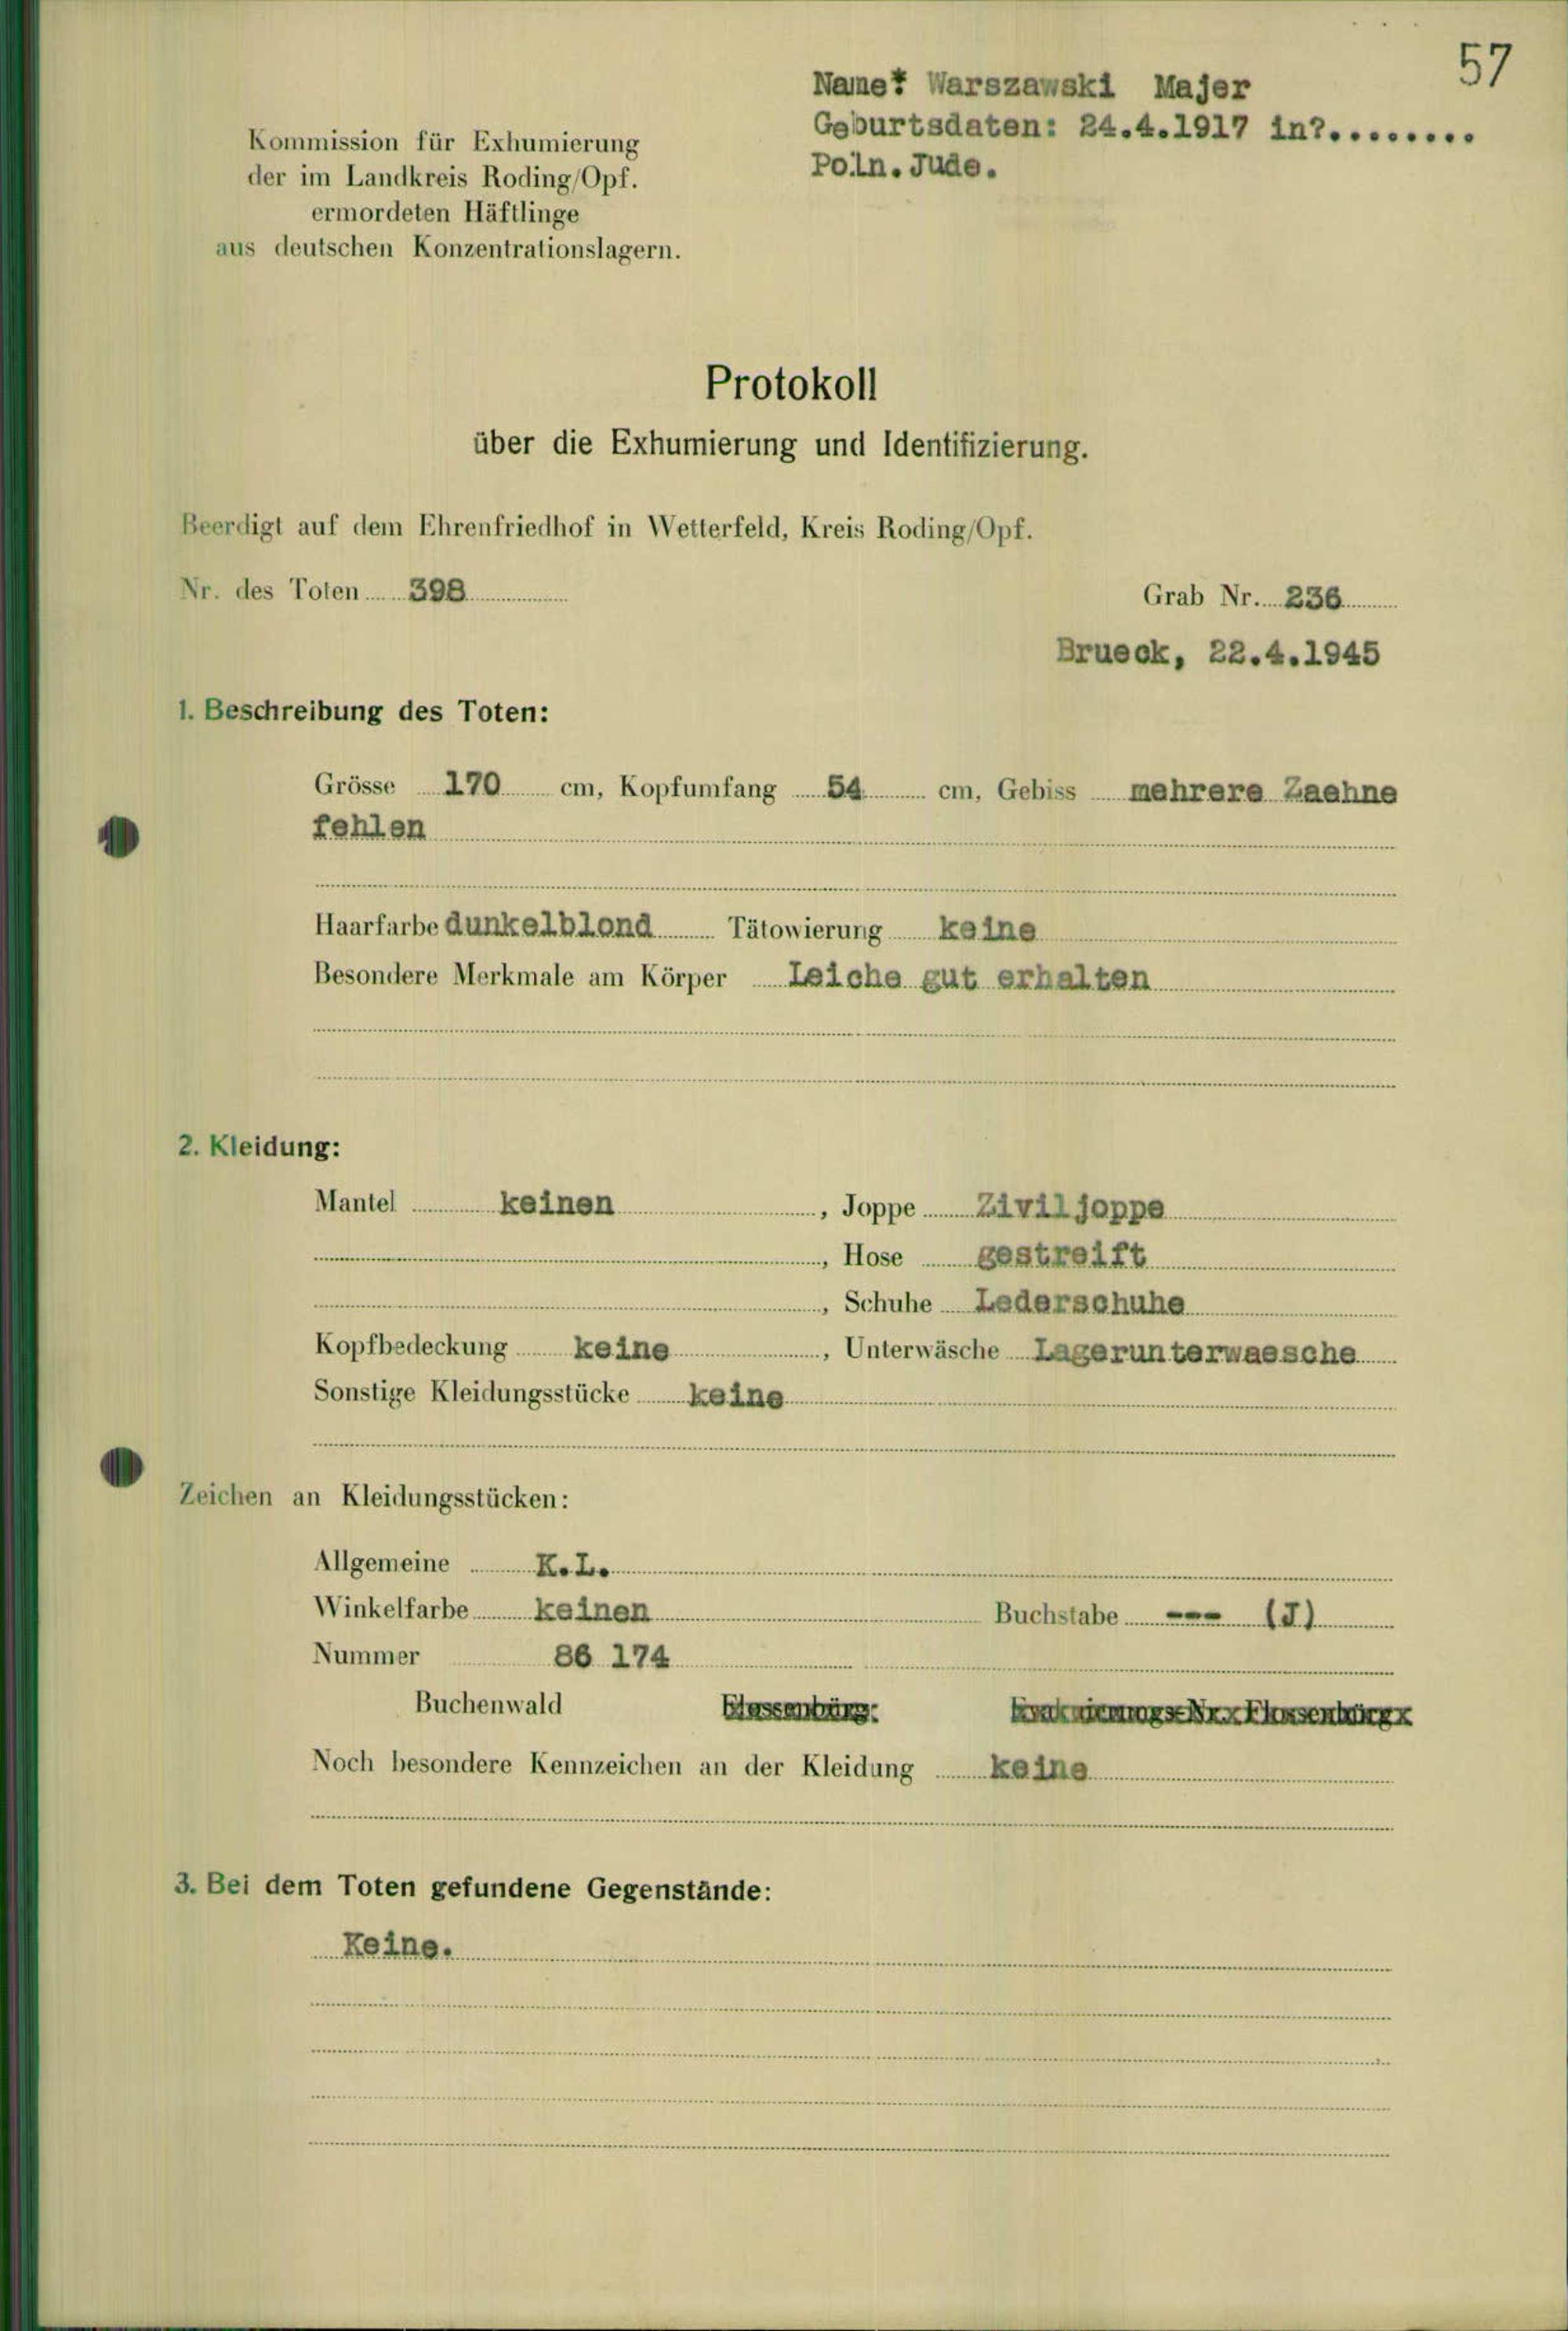 57
Name: Warszawski Majer
Geburtsdaten: 24.4.1917 in?........
Poln. Jude.
Kommission für Exhumierung
der im Landkreis Roding/Opf.
ermordeten Häftlinge
aus deutschen Konzentrationslagern.
Protokoll
über die Exhumierung und Identifizierung.
Beerdigt auf dem Ehrenfriedhof in Wetterfeld, Kreis Roding/Opf.
Nr. des Toten 398 Grab Nr. 236
Brueck, 22.4.1945
1. Beschreibung des Toten:
Grösse 170 cm, Kopfumfang 54 cm, Gebiss mehrere Zaehne
fehlen
Haarfarbe dunkelblond Tätowierung keine
Besondere Merkmale am Körper Leiche gut erhalten
2. Kleidung:
Mantel keinen, Joppe Ziviljoppe
, Hose gestreift
, Schuhe Lederschuhe
Kopfbedeckung keine, Unterwäsche Lagerunterwaesche
Sonstige Kleidungsstücke keine
Zeichen an Kleidungsstücken:
Allgemeine K.L.
Winkelfarbe keinen Buchstabe --- (J)
Nummer 86 174
Buchenwald
Noch besondere Kennzeichen an der Kleidung keine
3. Bei dem Toten gefundene Gegenstände:
Keine.